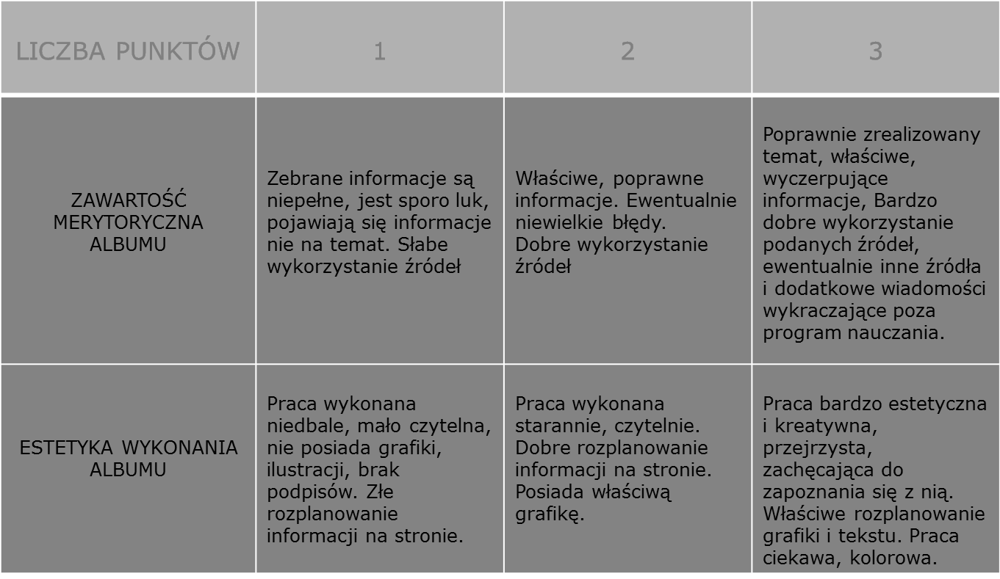 LICZBA PUNKTÓW
1
2
3
ZAWARTOŚĆ
MERYTORYCZNA
ALBUMU
Zebrane informacje są
niepełne, jest sporo luk,
pojawiają się informacje
nie na temat. Słabe
wykorzystanie źródeł
Właściwe, poprawne
informacje. Ewentualnie
niewielkie błędy.
Dobre wykorzystanie
źródeł
Poprawnie zrealizowany
temat, właściwe,
wyczerpujące
informacje, Bardzo
dobre wykorzystanie
podanych źródeł,
ewentualnie inne źródła
i dodatkowe wiadomości
wykraczające poza
program nauczania.
ESTETYKA WYKONANIA
ALBUMU
Praca wykonana
niedbale, mało czytelna,
nie posiada grafiki,
ilustracji, brak
podpisów. Złe
rozplanowanie
informacji na stronie.
Praca wykonana
starannie, czytelnie.
Dobre rozplanowanie
informacji na stronie.
Posiada właściwą
grafikę.
Praca bardzo estetyczna
i kreatywna,
przejrzysta,
zachęcająca do
zapoznania się z nią.
Właściwe rozplanowanie
grafiki i tekstu. Praca
ciekawa, kolorowa.